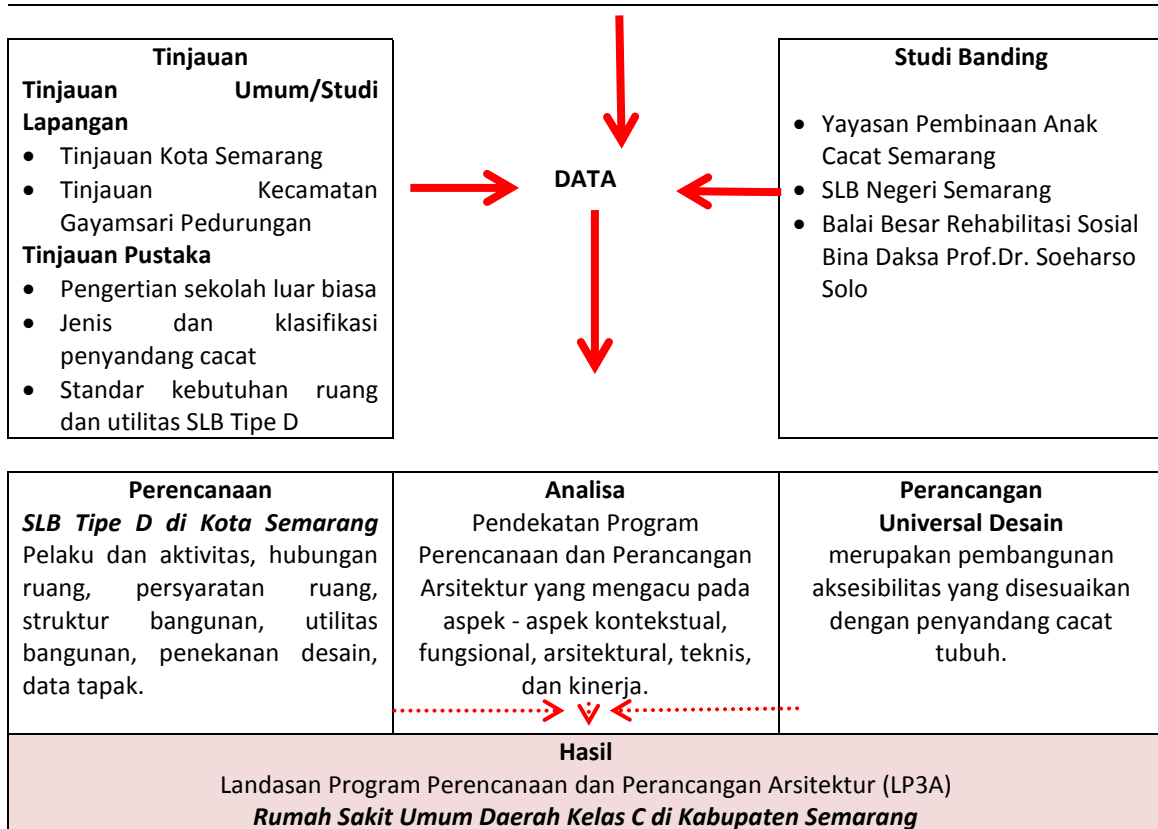 Tinjauan
Tinjauan Umum/Studi
Lapangan
• Tinjauan Kota Semarang
• Tinjauan Kecamatan
Gayamsari Pedurungan
Tinjauan Pustaka
• Pengertian sekolah luar biasa
• Jenis dan klasifikasi
penyandang cacat
• Standar kebutuhan ruang
dan utilitas SLB Tipe D
DATA
Studi Banding
• Yayasan Pembinaan Anak
Cacat Semarang
• SLB Negeri Semarang
• Balai Besar Rehabilitasi Sosial
Bina Daksa Prof.Dr. Soeharso
Solo
Perencanaan
SLB Tipe D di Kota Semarang
Pelaku dan aktivitas, hubungan
ruang, persyaratan ruang,
struktur bangunan, utilitas
bangunan, penekanan desain,
data tapak.
Analisa
Pendekatan Program
Perencanaan dan Perancangan
Arsitektur yang mengacu pada
aspek - aspek kontekstual,
fungsional, arsitektural, teknis,
dan kinerja.
Perancangan
Universal Desain
merupakan pembangunan
aksesibilitas yang disesuaikan
dengan penyandang cacat
tubuh.
Hasil
Landasan Program Perencanaan dan Perancangan Arsitektur (LP3A)
Rumah Sakit Umum Daerah Kelas C di Kabupaten Semarang